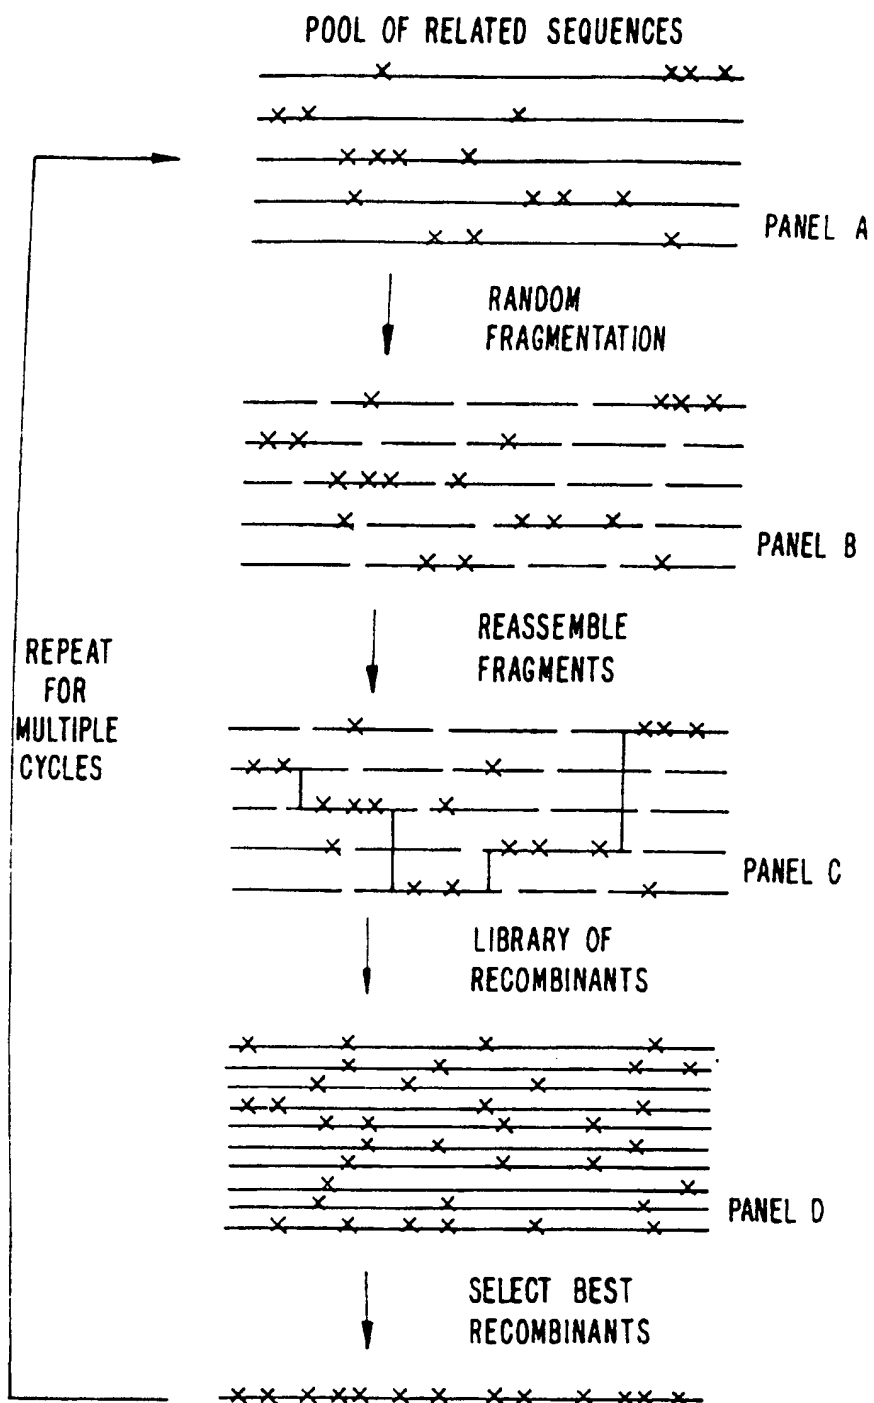 POOL OF RELATED SEQUENCES
PANEL A
RANDOM
FRAGMENTATION
PANEL B
REASSEMBLE
FRAGMENTS
REPEAT
FOR
MULTIPLE
CYCLES
PANEL C
LIBRARY OF
RECOMBINANTS
PANEL D
SELECT BEST
RECOMBINANTS